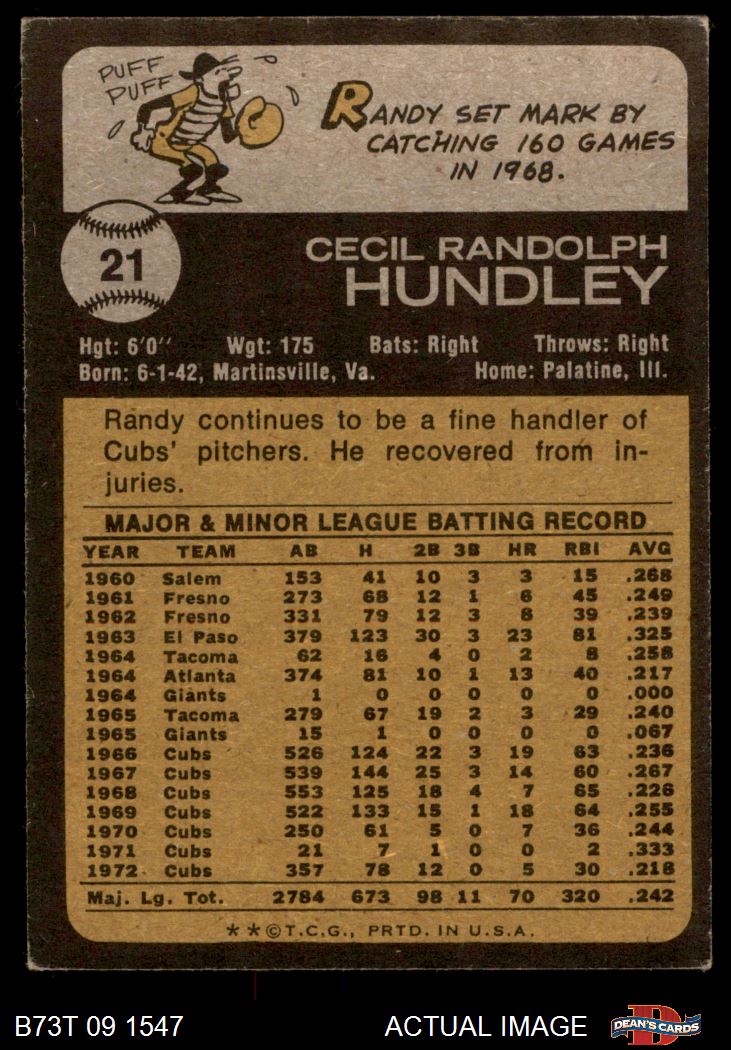 PUFF
PUFF
RANDY SET MARK BY
CATCHING 160 GAMES
IN 1968.
21
CECIL RANDOLPH
HUNDLEY
Hgt: 6'0" Wgt: 175 Bats: Right Throws: Right
Born: 6-1-42, Martinsville, Va. Home: Palatine, Ill.
Randy continues to be a fine handler of
Cubs' pitchers. He recovered from in-
juries.
MAJOR & MINOR LEAGUE BATTING RECORD
YEAR TEAM AB H 2B 3B HR RBI AVG
1960 Salem 153 41 10 3 3 15 .268
1961 Fresno 273 68 12 1 6 45 .249
1962 Fresno 331 79 12 3 8 39 .239
1963 El Paso 379 123 30 3 23 81 .325
1964 Tacoma 62 16 4 0 2 8 .258
1964 Atlanta 374 81 10 1 13 40 .217
1964 Giants 1 0 0 0 0 0 .000
1965 Tacoma 279 67 19 2 3 29 .240
1965 Giants 15 1 0 0 0 0 .067
1966 Cubs 526 124 22 3 19 63 .236
1967 Cubs 539 144 25 3 14 60 .267
1968 Cubs 553 125 18 4 7 65 .226
1969 Cubs 522 133 15 1 18 64 .255
1970 Cubs 250 61 5 0 7 36 .244
1971 Cubs 21 7 1 0 0 2 .333
1972 Cubs 357 78 12 0 5 30 .218
Maj. Lg. Tot. 2784 673 98 11 70 320 .242
**©T.C.G., PRTD. IN U.S.A.
B73T 09 1547 ACTUAL IMAGE
D
DEAN'S CARDS